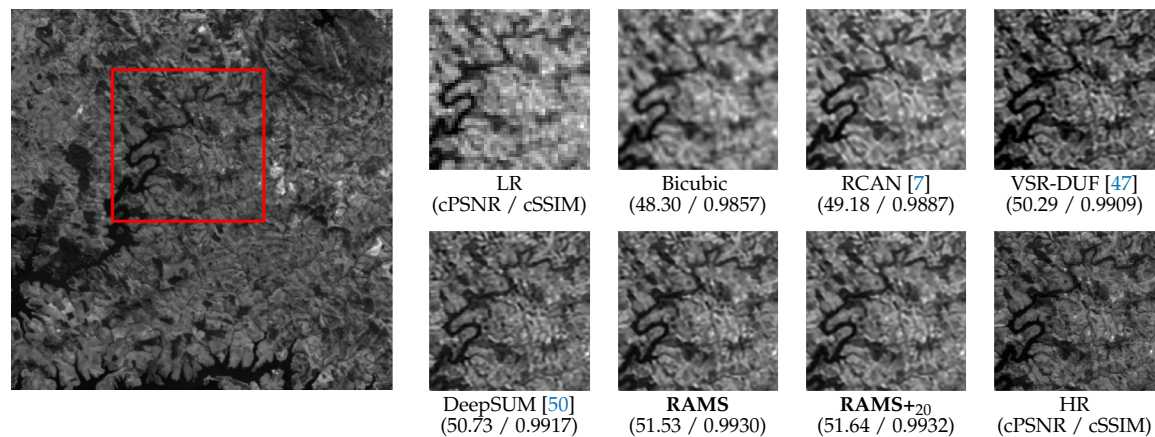 LR
(cPSNR / cSSIM)
Bicubic
(48.30 / 0.9857)
RCAN [7]
(49.18 / 0.9887)
VSR-DUF [47]
(50.29 / 0.9909)
DeepSUM [50]
(50.73 / 0.9917)
RAMS
(51.53 / 0.9930)
RAMS+20
(51.64 / 0.9932)
HR
(cPSNR / cSSIM)